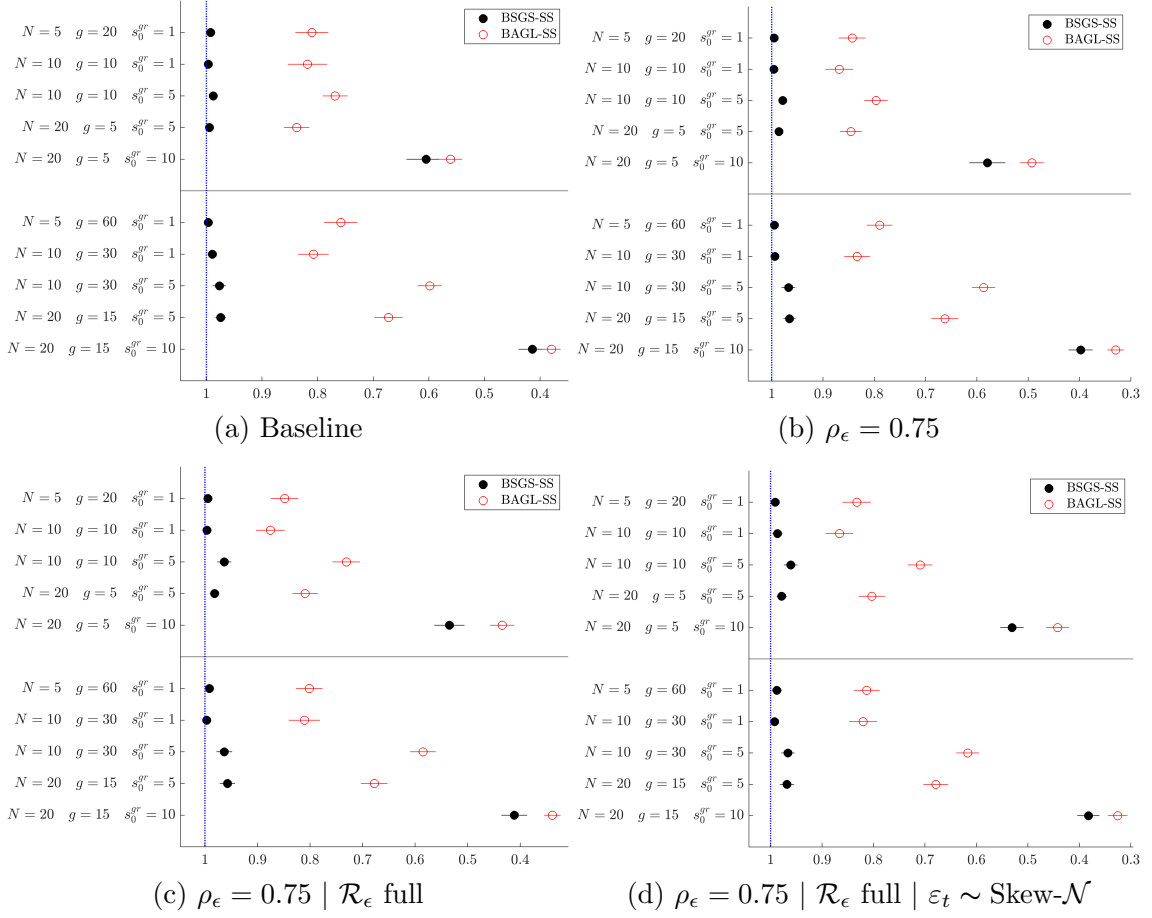 BSGS-SS
BAGL-SS
N = 5 g = 20 s_0^{gr} = 1
N = 10 g = 10 s_0^{gr} = 1
N = 10 g = 10 s_0^{gr} = 5
N = 20 g = 5 s_0^{gr} = 5
N = 20 g = 5 s_0^{gr} = 10
N = 5 g = 60 s_0^{gr} = 1
N = 10 g = 30 s_0^{gr} = 1
N = 10 g = 30 s_0^{gr} = 5
N = 20 g = 15 s_0^{gr} = 5
N = 20 g = 15 s_0^{gr} = 10
1 0.9 0.8 0.7 0.6 0.5 0.4
(a) Baseline
BSGS-SS
BAGL-SS
N = 5 g = 20 s_0^{gr} = 1
N = 10 g = 10 s_0^{gr} = 1
N = 10 g = 10 s_0^{gr} = 5
N = 20 g = 5 s_0^{gr} = 5
N = 20 g = 5 s_0^{gr} = 10
N = 5 g = 60 s_0^{gr} = 1
N = 10 g = 30 s_0^{gr} = 1
N = 10 g = 30 s_0^{gr} = 5
N = 20 g = 15 s_0^{gr} = 5
N = 20 g = 15 s_0^{gr} = 10
1 0.9 0.8 0.7 0.6 0.5 0.4 0.3
(b) ρ_ϵ = 0.75
BSGS-SS
BAGL-SS
N = 5 g = 20 s_0^{gr} = 1
N = 10 g = 10 s_0^{gr} = 1
N = 10 g = 10 s_0^{gr} = 5
N = 20 g = 5 s_0^{gr} = 5
N = 20 g = 5 s_0^{gr} = 10
N = 5 g = 60 s_0^{gr} = 1
N = 10 g = 30 s_0^{gr} = 1
N = 10 g = 30 s_0^{gr} = 5
N = 20 g = 15 s_0^{gr} = 5
N = 20 g = 15 s_0^{gr} = 10
1 0.9 0.8 0.7 0.6 0.5 0.4
(c) ρ_ϵ = 0.75 | ℛ_ϵ full
BSGS-SS
BAGL-SS
N = 5 g = 20 s_0^{gr} = 1
N = 10 g = 10 s_0^{gr} = 1
N = 10 g = 10 s_0^{gr} = 5
N = 20 g = 5 s_0^{gr} = 5
N = 20 g = 5 s_0^{gr} = 10
N = 5 g = 60 s_0^{gr} = 1
N = 10 g = 30 s_0^{gr} = 1
N = 10 g = 30 s_0^{gr} = 5
N = 20 g = 15 s_0^{gr} = 5
N = 20 g = 15 s_0^{gr} = 10
1 0.9 0.8 0.7 0.6 0.5 0.4 0.3
(d) ρ_ϵ = 0.75 | ℛ_ϵ full | ε_t ∼ Skew-𝒩